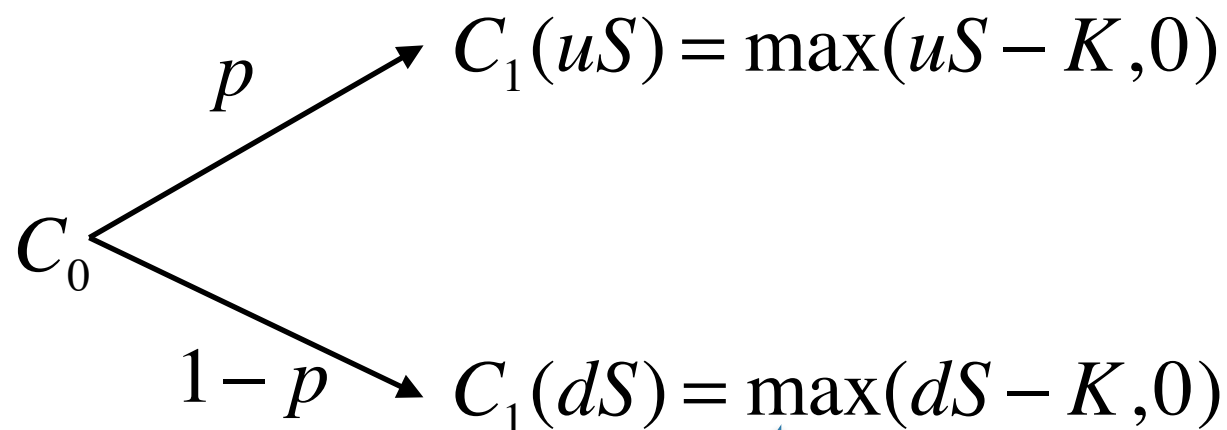 p
C₁(uS) = max(uS − K,0)
C₀
1 − p
C₁(dS) = max(dS − K,0)